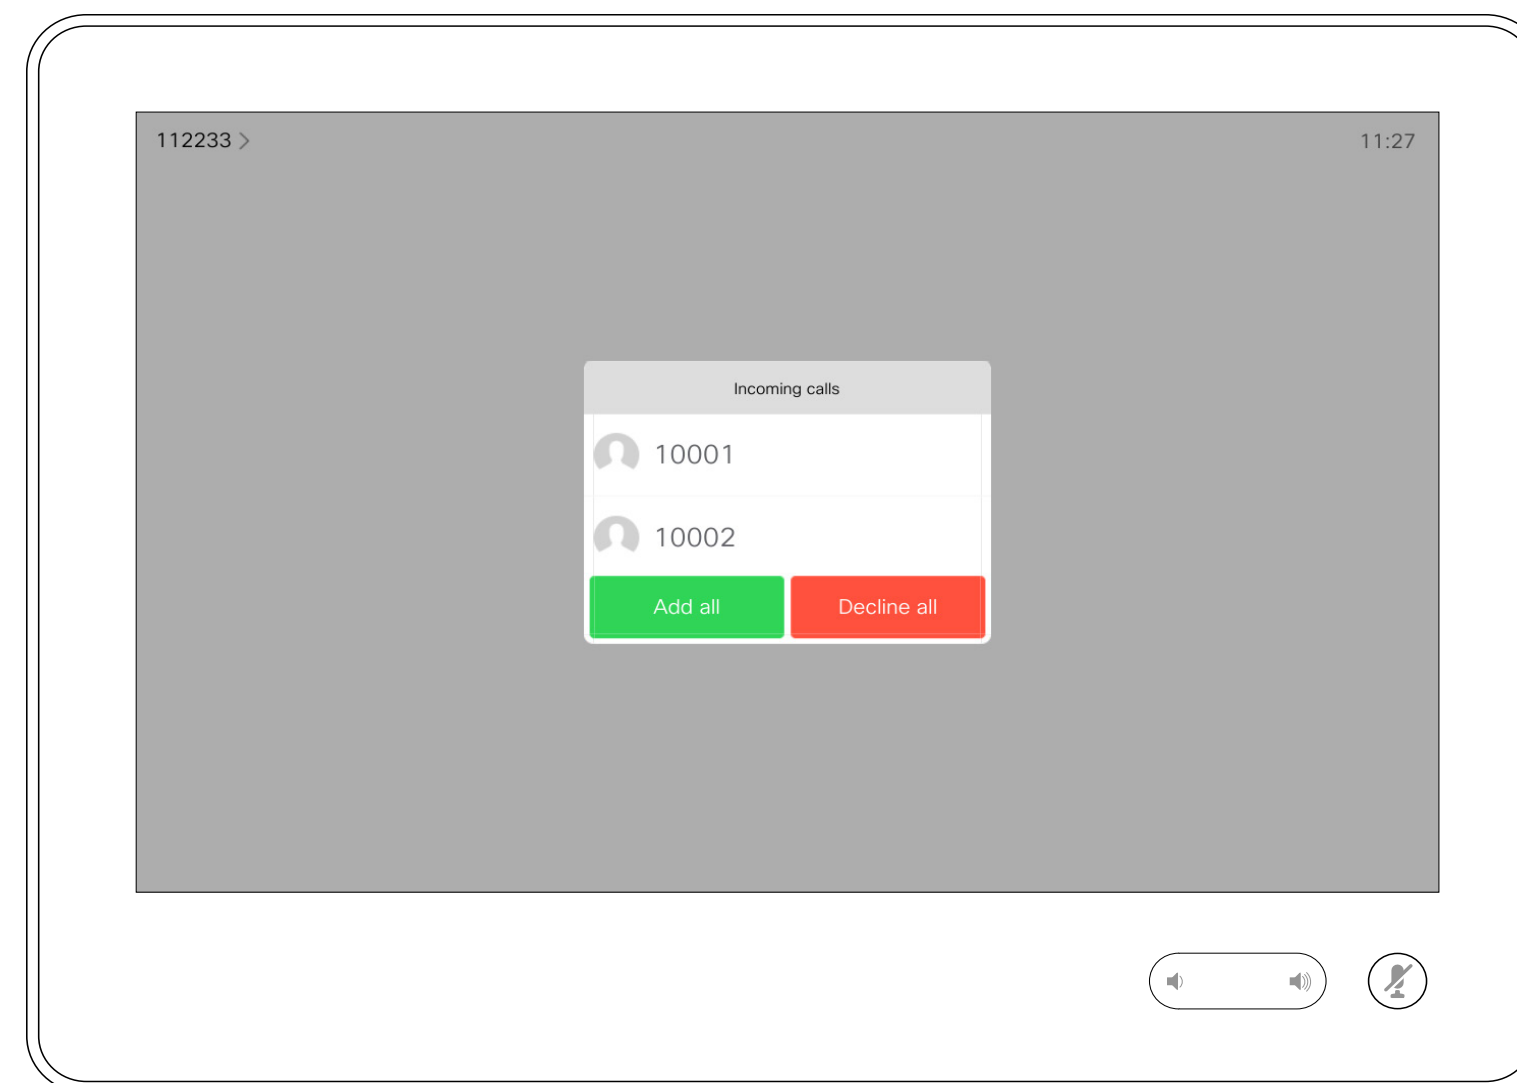 112233 >
11:27
Incoming calls
10001
10002
Add all
Decline all